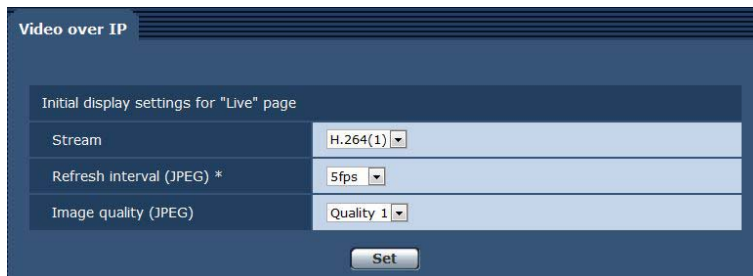 Video over IP
Initial display settings for "Live" page
Stream H.264(1)
Refresh interval (JPEG) * 5fps
Image quality (JPEG) Quality 1
Set